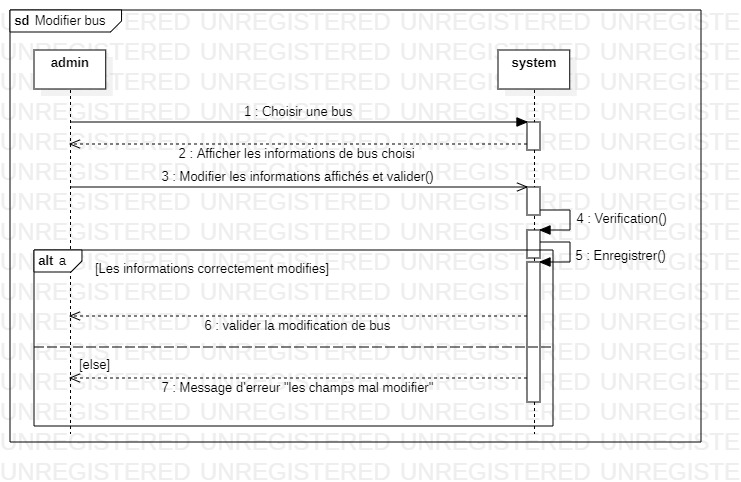 sd Modifier bus
admin
system
1 : Choisir une bus
2 : Afficher les informations de bus choisi
3 : Modifier les informations affichés et valider()
4 : Verification()
5 : Enregistrer()
alt a
[Les informations correctement modifies]
6 : valider la modification de bus
[else]
7 : Message d'erreur "les champs mal modifier"
UNREGISTERED UNREGISTERED UNREGISTERED UNREGISTERED